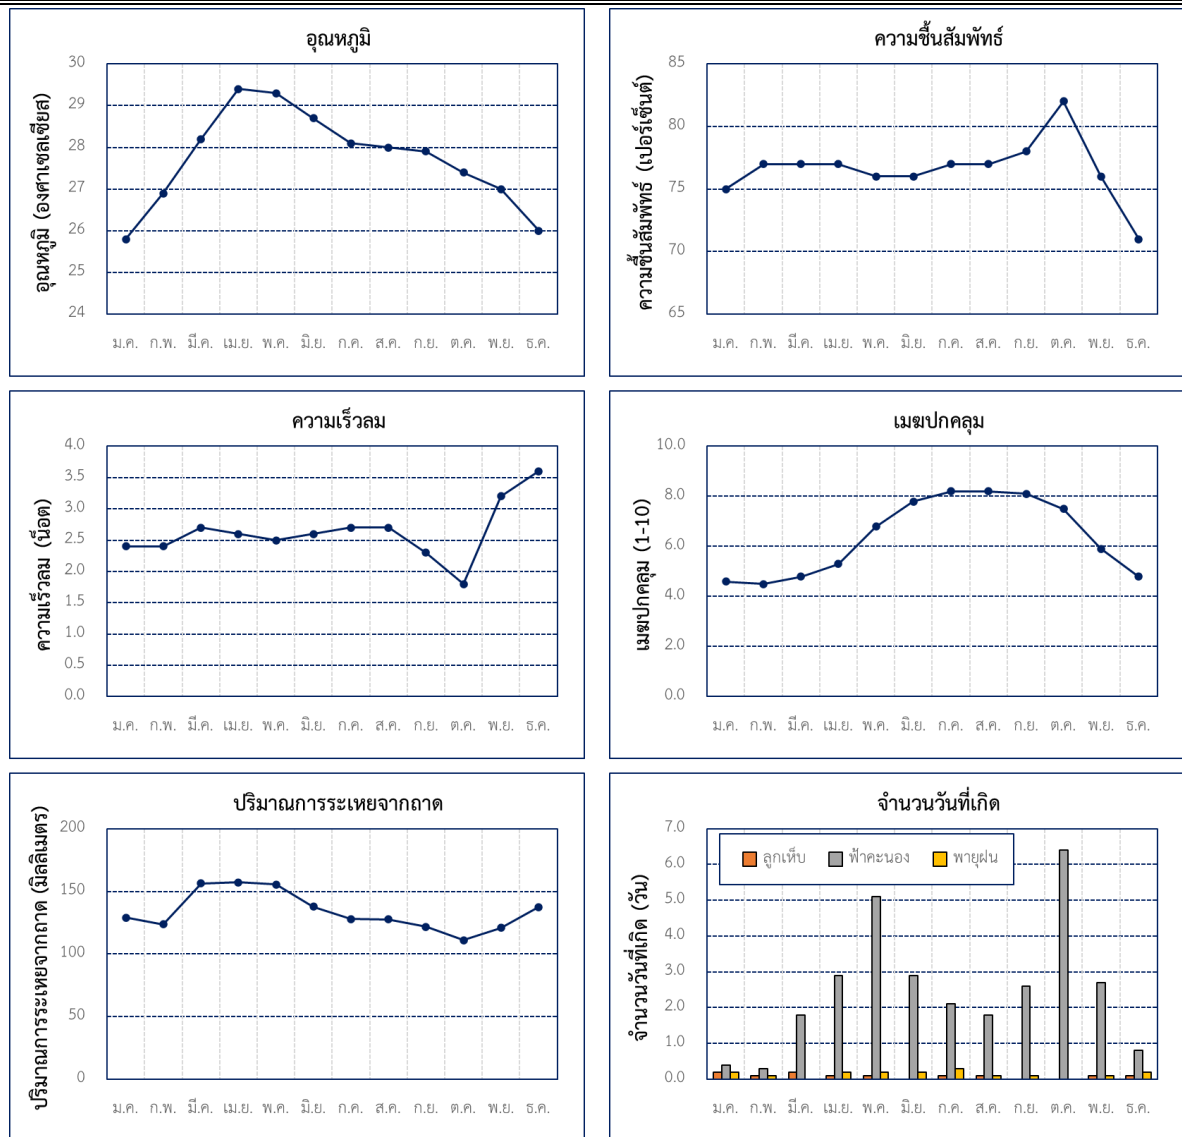 อุณหภูมิ
อุณหภูมิ (องศาเซลเซียส)
30
29
28
27
26
25
24
ม.ค. ก.พ. มี.ค. เม.ย. พ.ค. มิ.ย. ก.ค. ส.ค. ก.ย. ต.ค. พ.ย. ธ.ค.
ความชื้นสัมพัทธ์
ความชื้นสัมพัทธ์ (เปอร์เซ็นต์)
85
80
75
70
65
ม.ค. ก.พ. มี.ค. เม.ย. พ.ค. มิ.ย. ก.ค. ส.ค. ก.ย. ต.ค. พ.ย. ธ.ค.
ความเร็วลม
ความเร็วลม (น็อต)
4.0
3.5
3.0
2.5
2.0
1.5
1.0
0.5
0.0
ม.ค. ก.พ. มี.ค. เม.ย. พ.ค. มิ.ย. ก.ค. ส.ค. ก.ย. ต.ค. พ.ย. ธ.ค.
เมฆปกคลุม
เมฆปกคลุม (1-10)
10.0
8.0
6.0
4.0
2.0
0.0
ม.ค. ก.พ. มี.ค. เม.ย. พ.ค. มิ.ย. ก.ค. ส.ค. ก.ย. ต.ค. พ.ย. ธ.ค.
ปริมาณการระเหยจากถาด
ปริมาณการระเหยจากถาด (มิลลิเมตร)
200
150
100
50
0
ม.ค. ก.พ. มี.ค. เม.ย. พ.ค. มิ.ย. ก.ค. ส.ค. ก.ย. ต.ค. พ.ย. ธ.ค.
จำนวนวันที่เกิด
จำนวนวันที่เกิด (วัน)
7.0
6.0
5.0
4.0
3.0
2.0
1.0
0.0
ลูกเห็บ ฟ้าคะนอง พายุฝน
ม.ค. ก.พ. มี.ค. เม.ย. พ.ค. มิ.ย. ก.ค. ส.ค. ก.ย. ต.ค. พ.ย. ธ.ค.